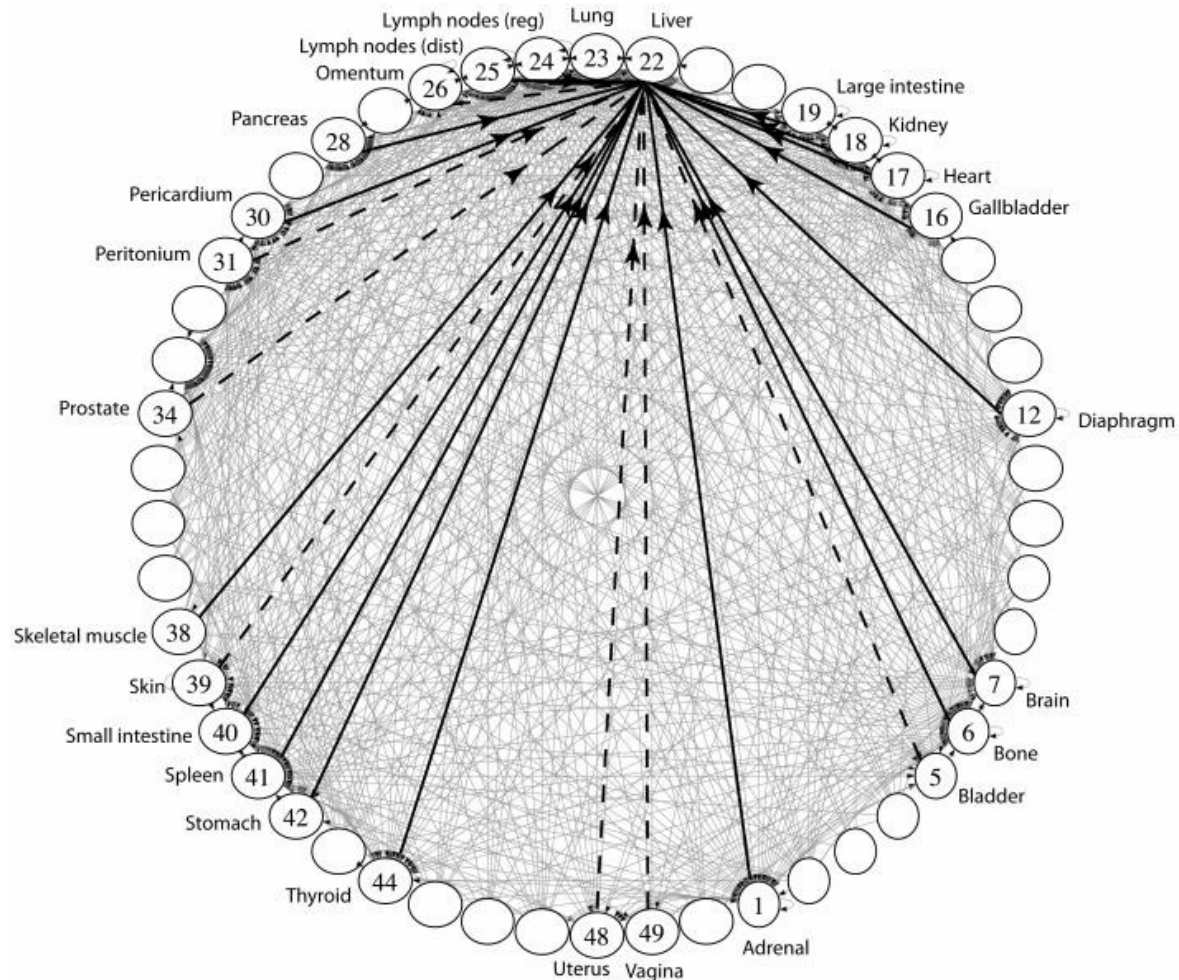 Lymph nodes (reg)
Lung
Liver
Lymph nodes (dist)
Omentum
26
25
24
23
22
Large intestine
19
Pancreas
28
18
Kidney
17
Heart
Pericardium
30
16
Gallbladder
Peritonium
31
Prostate
34
12
Diaphragm
Skeletal muscle
38
Skin
39
7
Brain
Small intestine
40
6
Bone
Spleen
41
5
Bladder
Stomach
42
Thyroid
44
1
Adrenal
48
49
Uterus
Vagina